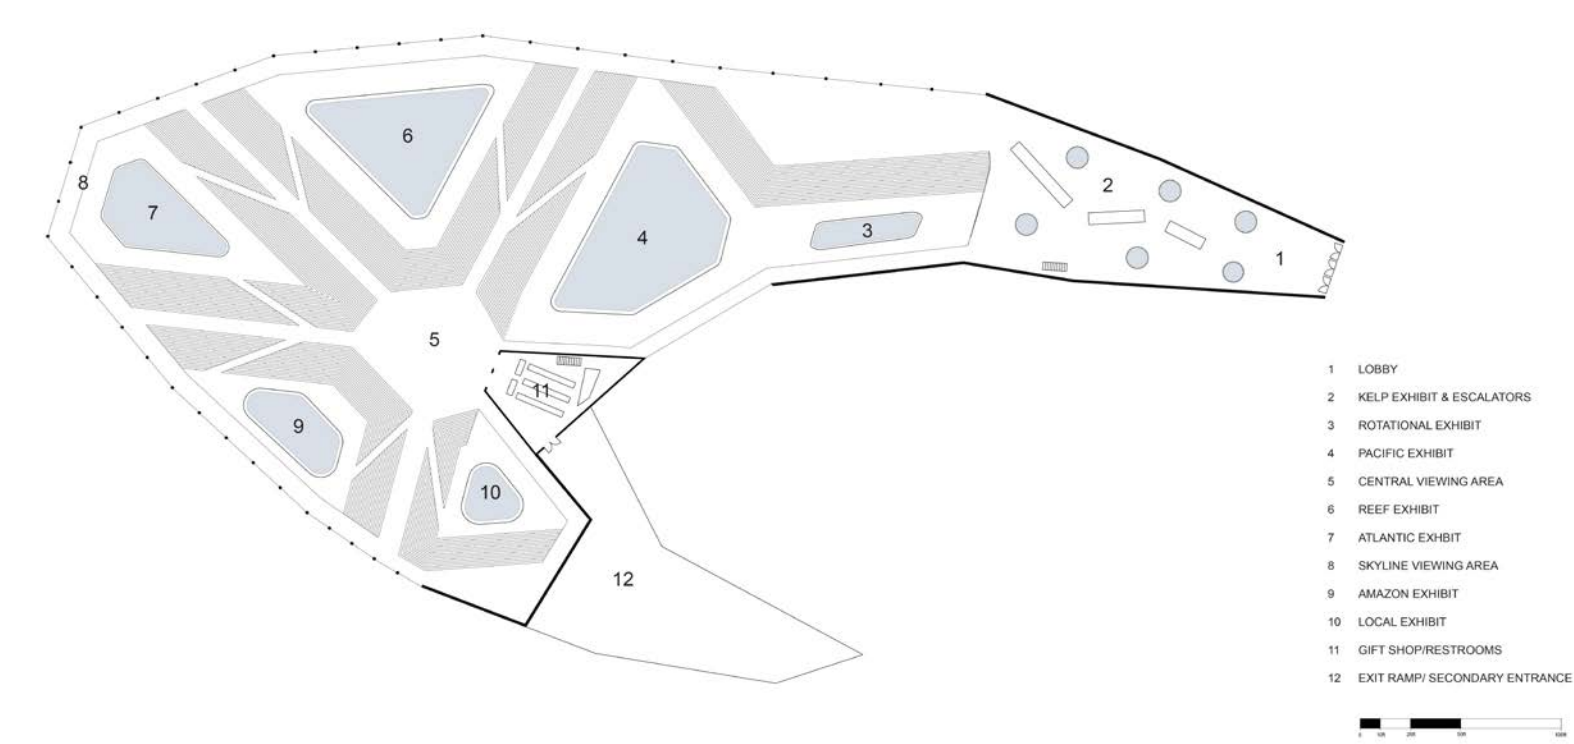 6
8
7
2
3
4
1
5
11
9
10
12
1 LOBBY
2 KELP EXHIBIT & ESCALATORS
3 ROTATIONAL EXHIBIT
4 PACIFIC EXHIBIT
5 CENTRAL VIEWING AREA
6 REEF EXHIBIT
7 ATLANTIC EXHBIT
8 SKYLINE VIEWING AREA
9 AMAZON EXHIBIT
10 LOCAL EXHIBIT
11 GIFT SHOP/RESTROOMS
12 EXIT RAMP/ SECONDARY ENTRANCE
0